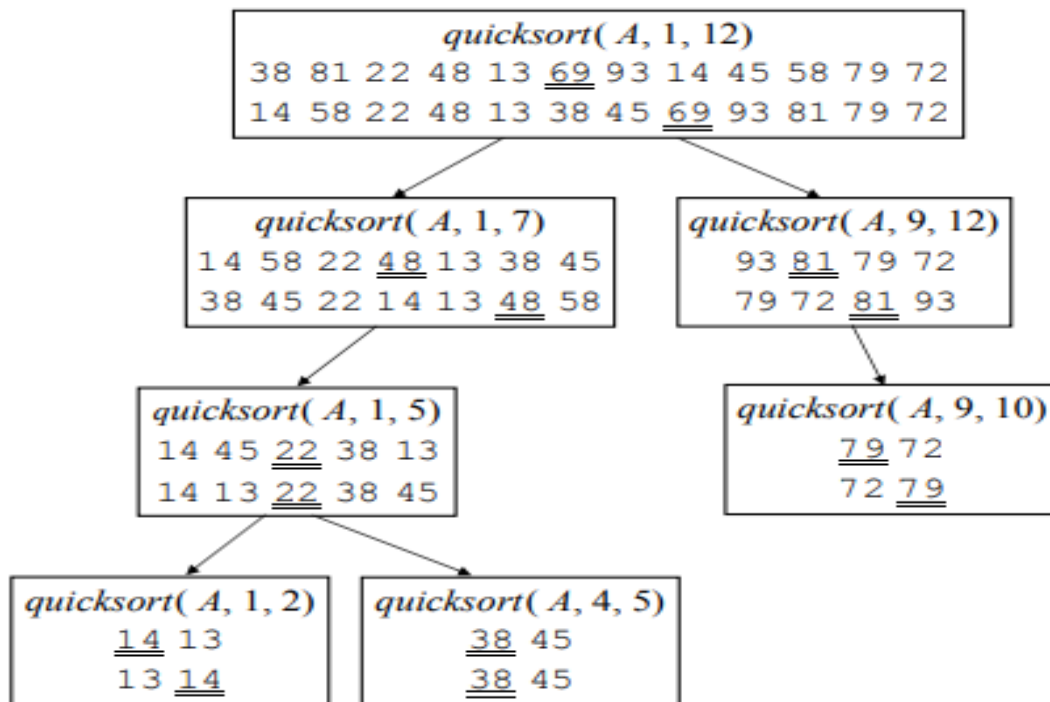 quicksort( A, 1, 12)
38 81 22 48 13 69 93 14 45 58 79 72
14 58 22 48 13 38 45 69 93 81 79 72
quicksort( A, 1, 7)
14 58 22 48 13 38 45
38 45 22 14 13 48 58
quicksort( A, 9, 12)
93 81 79 72
79 72 81 93
quicksort( A, 1, 5)
14 45 22 38 13
14 13 22 38 45
quicksort( A, 9, 10)
79 72
72 79
quicksort( A, 1, 2)
14 13
13 14
quicksort( A, 4, 5)
38 45
38 45